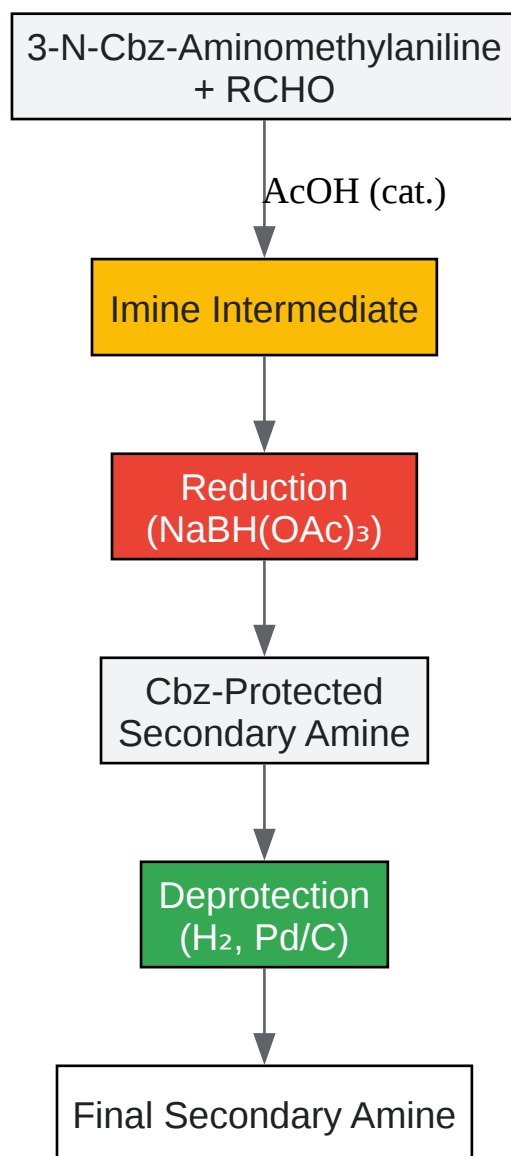 3-N-Cbz-Aminomethylaniline
+ RCHO
AcOH (cat.)
Imine Intermediate
Reduction
(NaBH(OAc)₃)
Cbz-Protected
Secondary Amine
Deprotection
(H₂, Pd/C)
Final Secondary Amine